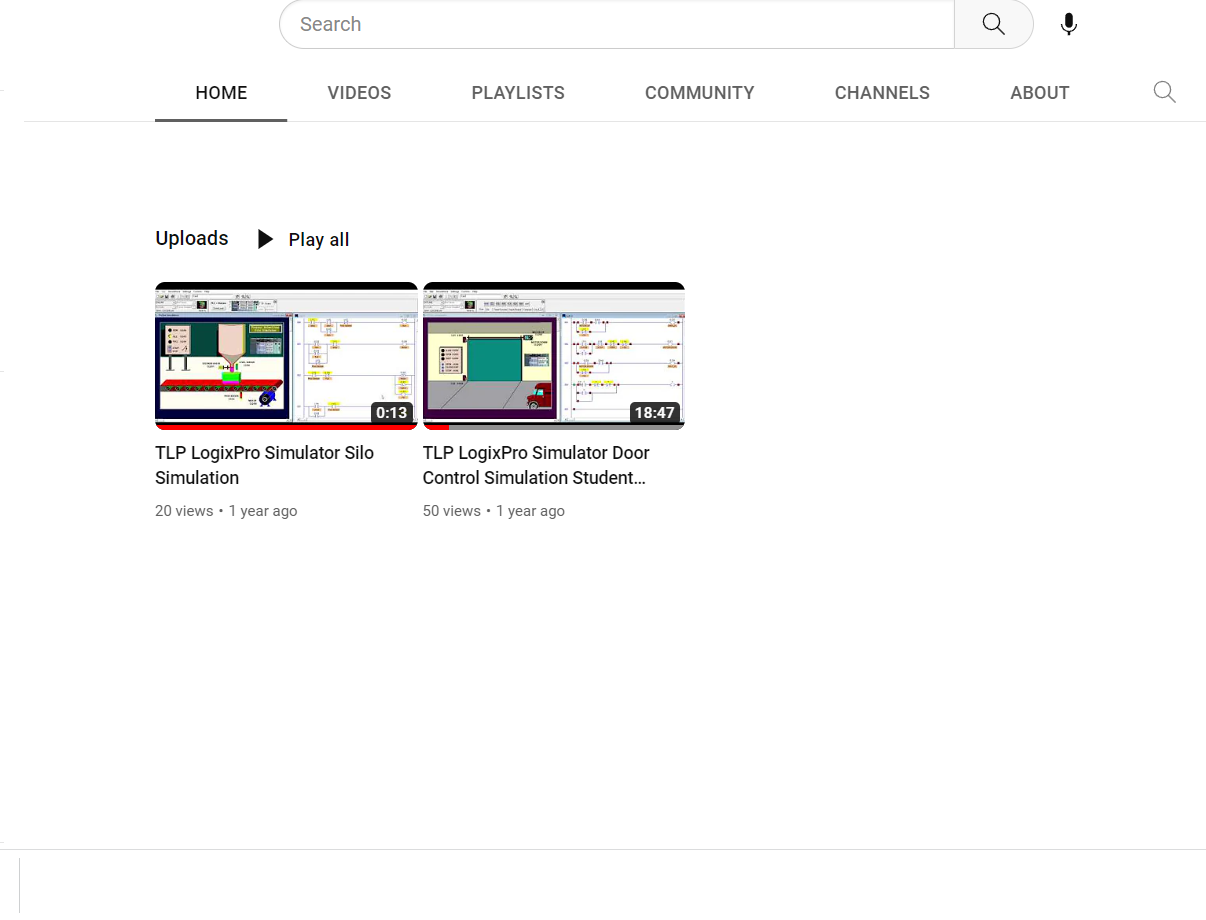 Search
HOME VIDEOS PLAYLISTS COMMUNITY CHANNELS ABOUT
Uploads Play all
0:13
18:47
TLP LogixPro Simulator Silo
Simulation
20 views • 1 year ago
TLP LogixPro Simulator Door
Control Simulation Student...
50 views • 1 year ago